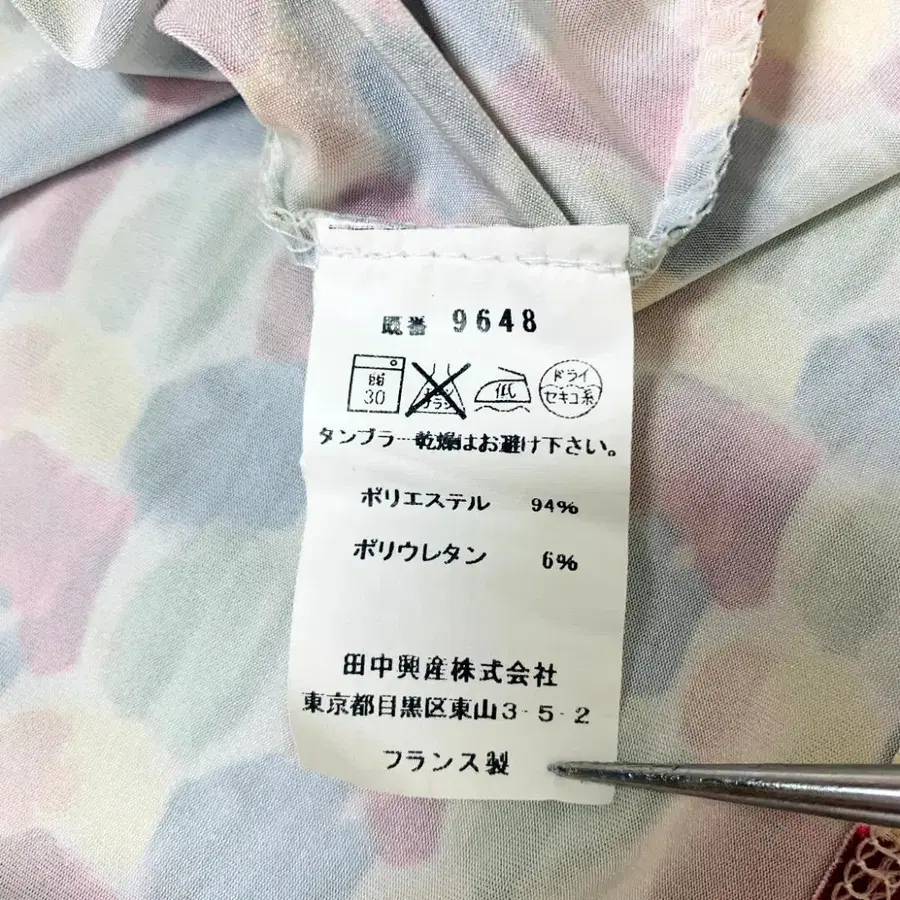 既番 9648
弱 30 低 ドライ セキユ系
タンブラー乾燥はお避け下さい。
ポリエステル 94%
ポリウレタン 6%
田中興産株式会社
東京都目黒区東山3-5-2
フランス製